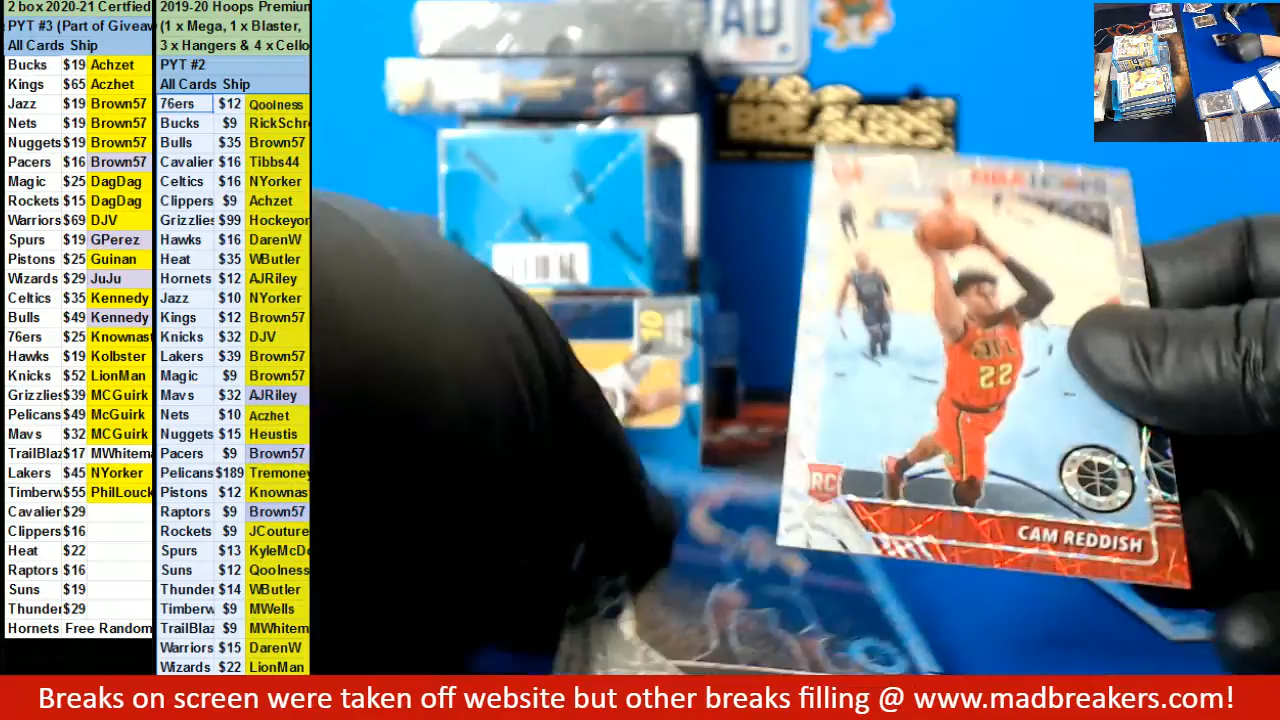 2 box 2020-21 Certfied
PYT #3 (Part of Giveav
All Cards Ship
Bucks $19 Achzet
Kings $65 Aczhet
Jazz $19 Brown57
Nets $19 Brown57
Nuggets $19 Brown57
Pacers $16 Brown57
Magic $25 DagDag
Rockets $15 DagDag
Warriors $69 DJV
Spurs $19 GPerez
Pistons $25 Guinan
Wizards $29 JuJu
Celtics $35 Kennedy
Bulls $49 Kennedy
76ers $25 Knownast
Hawks $19 Kolbster
Knicks $52 LionMan
Grizzlies $39 MCGuirk
Pelicans $49 McGuirk
Mavs $32 MCGuirk
TrailBlaz $17 MWhitema
Lakers $45 NYorker
Timberw $55 PhilLouck
Cavalier $29
Clippers $16
Heat $22
Raptors $16
Suns $19
Thunder $29
Hornets Free Random
2019-20 Hoops Premium
(1 x Mega, 1 x Blaster,
3 x Hangers & 4 x Cello
PYT #2
All Cards Ship
76ers $12 Qoolness
Bucks $9 RickSchr
Bulls $35 Brown57
Cavalier $16 Tibbs44
Celtics $16 NYorker
Clippers $9 Achzet
Grizzlies $99 Hockeyor
Hawks $16 DarenW
Heat $35 WButler
Hornets $12 AJRiley
Jazz $10 NYorker
Kings $12 Brown57
Knicks $32 DJV
Lakers $39 Brown57
Magic $9 Brown57
Mavs $32 AJRiley
Nets $10 Aczhet
Nuggets $15 Heustis
Pacers $9 Brown57
Pelicans $189 Tremoney
Pistons $12 Knownas
Raptors $9 Brown57
Rockets $9 JCouture
Spurs $13 KyleMcDo
Suns $12 Qoolness
Thunder $14 WButler
Timberw $9 MWells
TrailBlaz $9 MWhitem
Warriors $15 DarenW
Wizards $22 LionMan
ATL
22
RC
CAM REDDISH
Breaks on screen were taken off website but other breaks filling @ www.madbreakers.com!